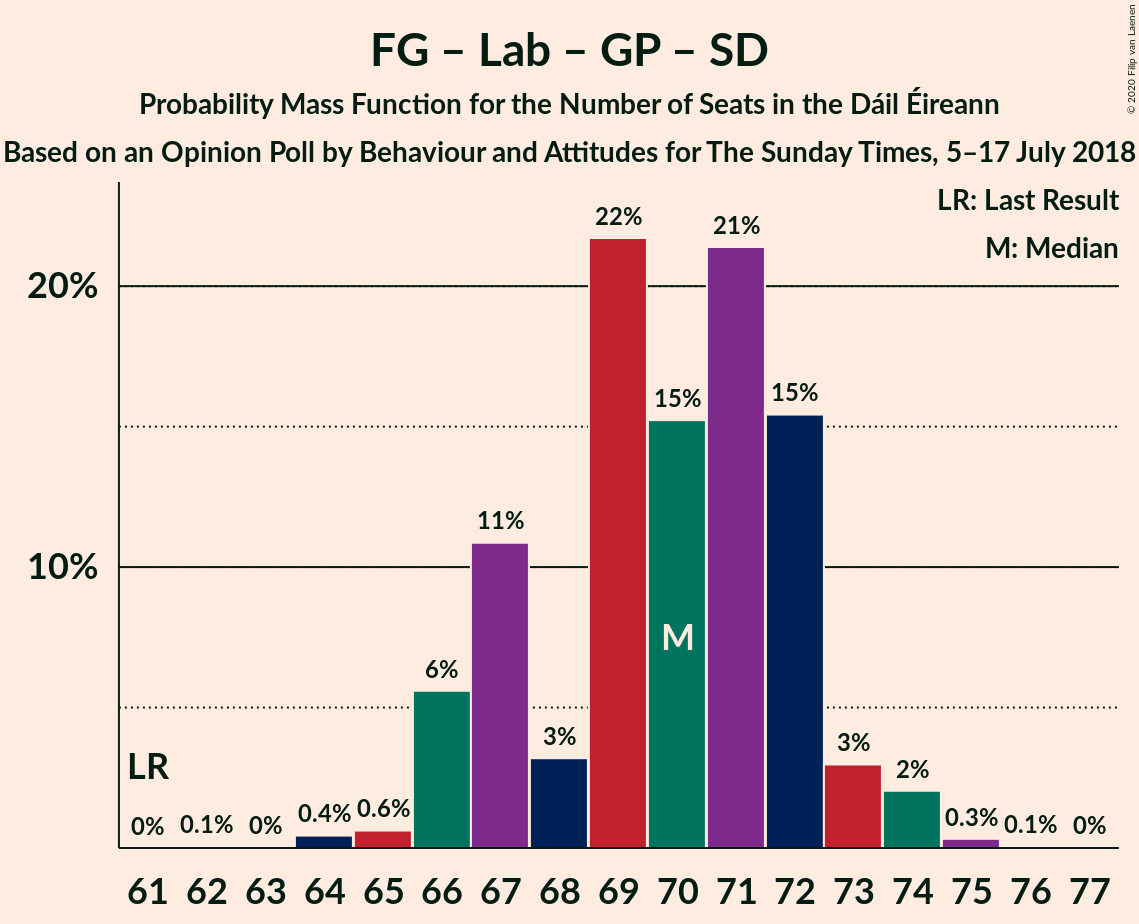 FG – Lab – GP – SD
Probability Mass Function for the Number of Seats in the Dáil Éireann
Based on an Opinion Poll by Behaviour and Attitudes for The Sunday Times, 5–17 July 2018
© 2020 Filip van Laenen
LR: Last Result
M: Median
20%
10%
LR
0% 0.1% 0% 0.4% 0.6% 6% 11% 3% 22% 15% 21% 15% 3% 2% 0.3% 0.1% 0%
M
61 62 63 64 65 66 67 68 69 70 71 72 73 74 75 76 77